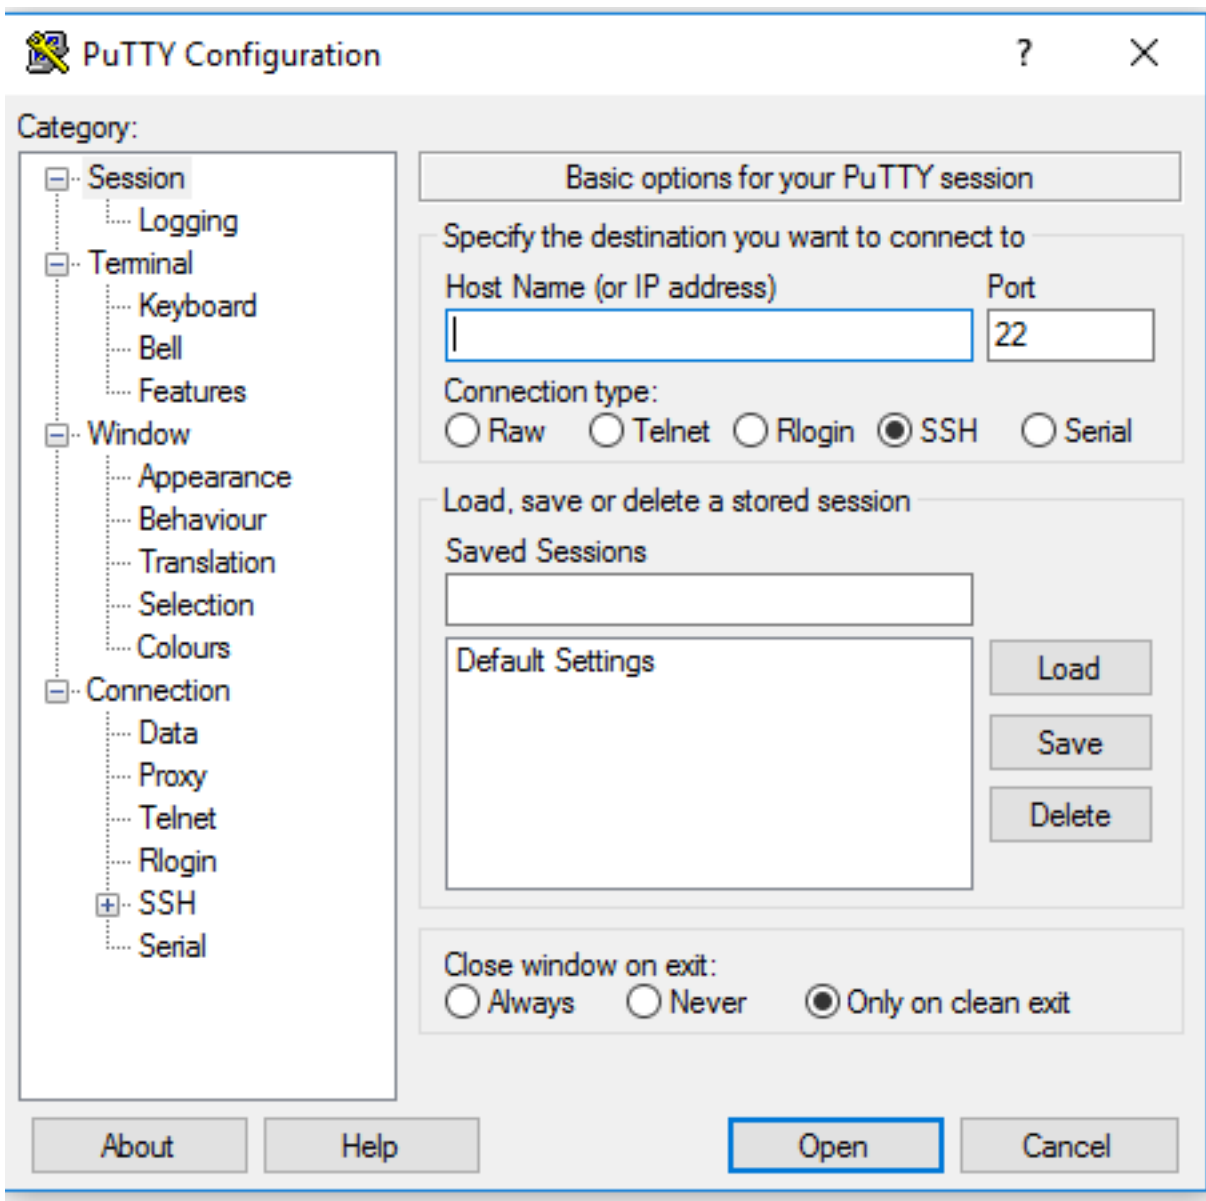 PuTTY Configuration
?
Category:
Session
Logging
Terminal
Keyboard
Bell
Features
Window
Appearance
Behaviour
Translation
Selection
Colours
Connection
Data
Proxy
Telnet
Rlogin
SSH
Serial
Basic options for your PuTTY session
Specify the destination you want to connect to
Host Name (or IP address) Port
22
Connection type:
Raw Telnet Rlogin SSH Serial
Load, save or delete a stored session
Saved Sessions
Default Settings
Load
Save
Delete
Close window on exit:
Always Never Only on clean exit
About Help Open Cancel